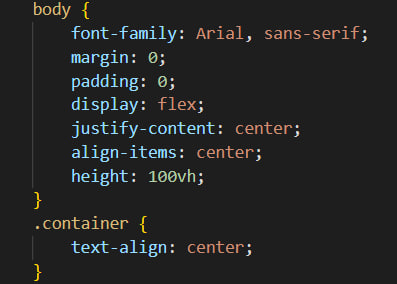 body {
    font-family: Arial, sans-serif;
    margin: 0;
    padding: 0;
    display: flex;
    justify-content: center;
    align-items: center;
    height: 100vh;
}
.container {
    text-align: center;
}